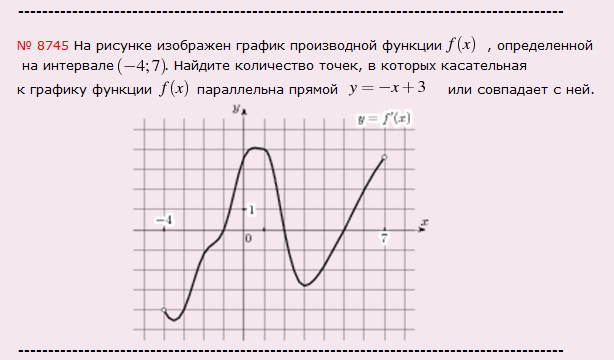 № 8745 На рисунке изображен график производной функции f(x) , определенной
на интервале (−4; 7). Найдите количество точек, в которых касательная
к графику функции f(x) параллельна прямой y = −x + 3 или совпадает с ней.
y
y = f'(x)
1
−4
x
0
7